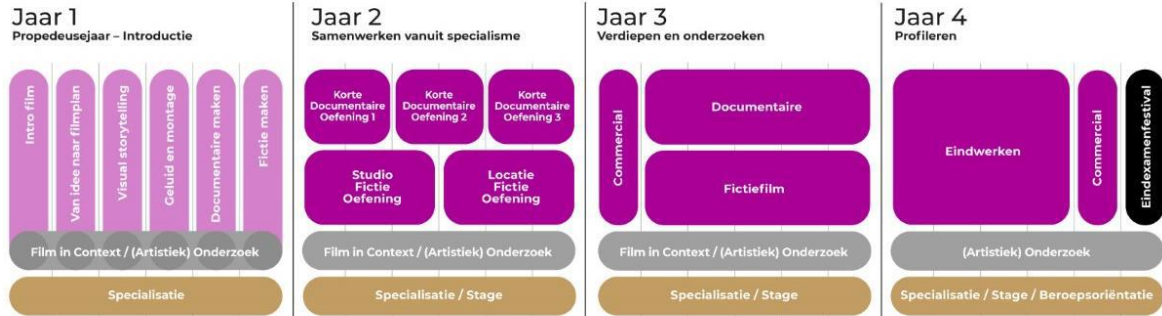 Jaar 1
Propedeusejaar – Introductie
Intro film
Van idee naar filmplan
Visual storytelling
Geluid en montage
Documentaire maken
Fictie maken
Film in Context / (Artistiek) Onderzoek
Specialisatie
Jaar 2
Samenwerken vanuit specialisme
Korte
Documentaire
Oefening 1
Korte
Documentaire
Oefening 2
Korte
Documentaire
Oefening 3
Studio
Fictie
Oefening
Locatie
Fictie
Oefening
Film in Context / (Artistiek) Onderzoek
Specialisatie / Stage
Jaar 3
Verdiepen en onderzoeken
Commercial
Documentaire
Fictiefilm
Film in Context / (Artistiek) Onderzoek
Specialisatie / Stage
Jaar 4
Profileren
Eindwerken
Commercial
Eindexamenfestival
(Artistiek) Onderzoek
Specialisatie / Stage / Beroepsoriëntatie